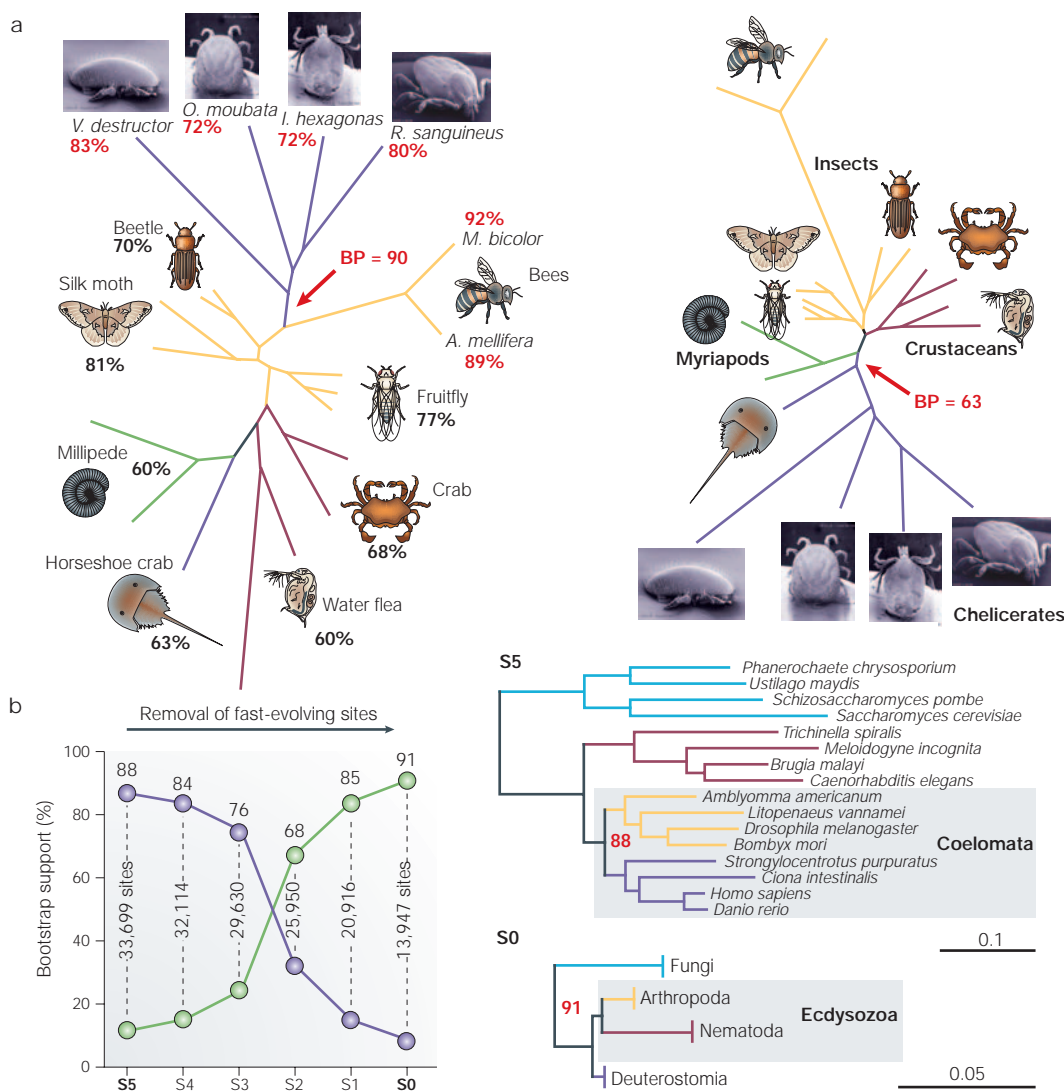 a
V. destructor
83%
O. moubata
72%
I. hexagonas
72%
R. sanguineus
80%
Beetle
70%
BP = 90
92%
M. bicolor
Bees
A. mellifera
89%
Silk moth
81%
Fruitfly
77%
Millipede
60%
Crab
68%
Horseshoe crab
63%
Water flea
60%
Insects
Myriapods
Crustaceans
BP = 63
Chelicerates
b
Removal of fast-evolving sites
Bootstrap support (%)
100
80
60
40
20
0
88
84
76
68
85
91
33,699 sites
32,114
29,630
25,950
20,916
13,947 sites
S5
S4
S3
S2
S1
S0
S5
Phanerochaete chrysosporium
Ustilago maydis
Schizosaccharomyces pombe
Saccharomyces cerevisiae
Trichinella spiralis
Meloidogyne incognita
Brugia malayi
Caenorhabditis elegans
Amblyomma americanum
Litopenaeus vannamei
Drosophila melanogaster
88
Coelomata
Bombyx mori
Strongylocentrotus purpuratus
Ciona intestinalis
Homo sapiens
Danio rerio
0.1
S0
Fungi
91
Arthropoda
Ecdysozoa
Nematoda
Deuterostomia
0.05